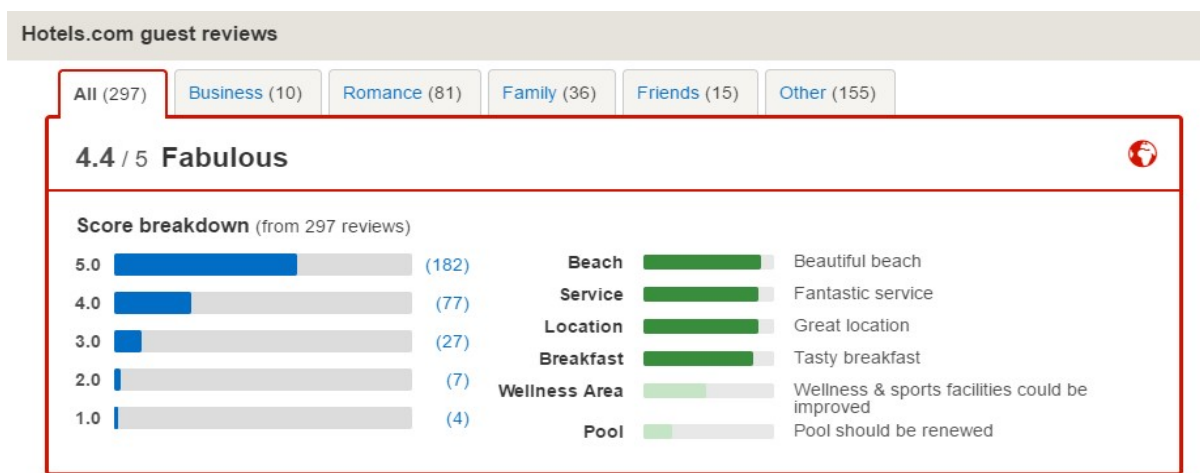 Hotels.com guest reviews
All (297)
Business (10)
Romance (81)
Family (36)
Friends (15)
Other (155)
4.4 / 5 Fabulous
Score breakdown (from 297 reviews)
5.0 (182)
4.0 (77)
3.0 (27)
2.0 (7)
1.0 (4)
Beach Beautiful beach
Service Fantastic service
Location Great location
Breakfast Tasty breakfast
Wellness Area Wellness & sports facilities could be
improved
Pool Pool should be renewed